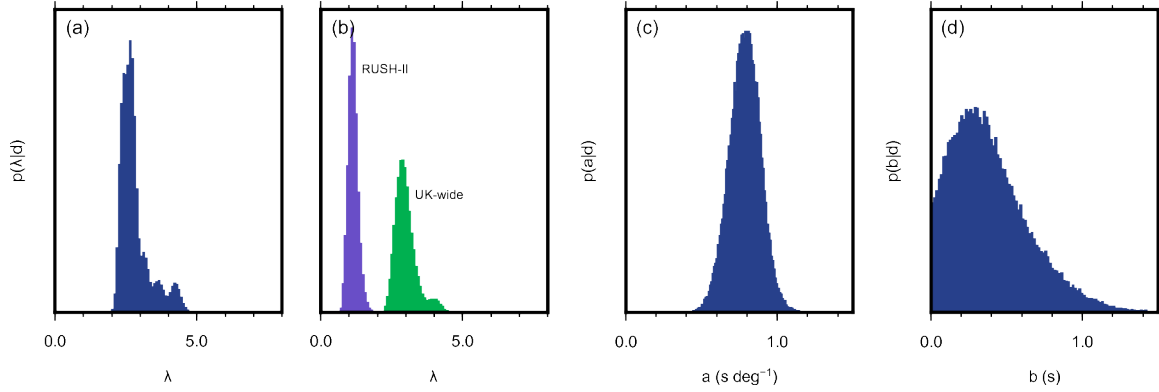 (a)
p(λ|d)
0.0 5.0
λ
(b)
RUSH-II
UK-wide
0.0 5.0
λ
(c)
p(a|d)
0.0 1.0
a (s deg⁻¹)
(d)
p(b|d)
0.0 1.0
b (s)